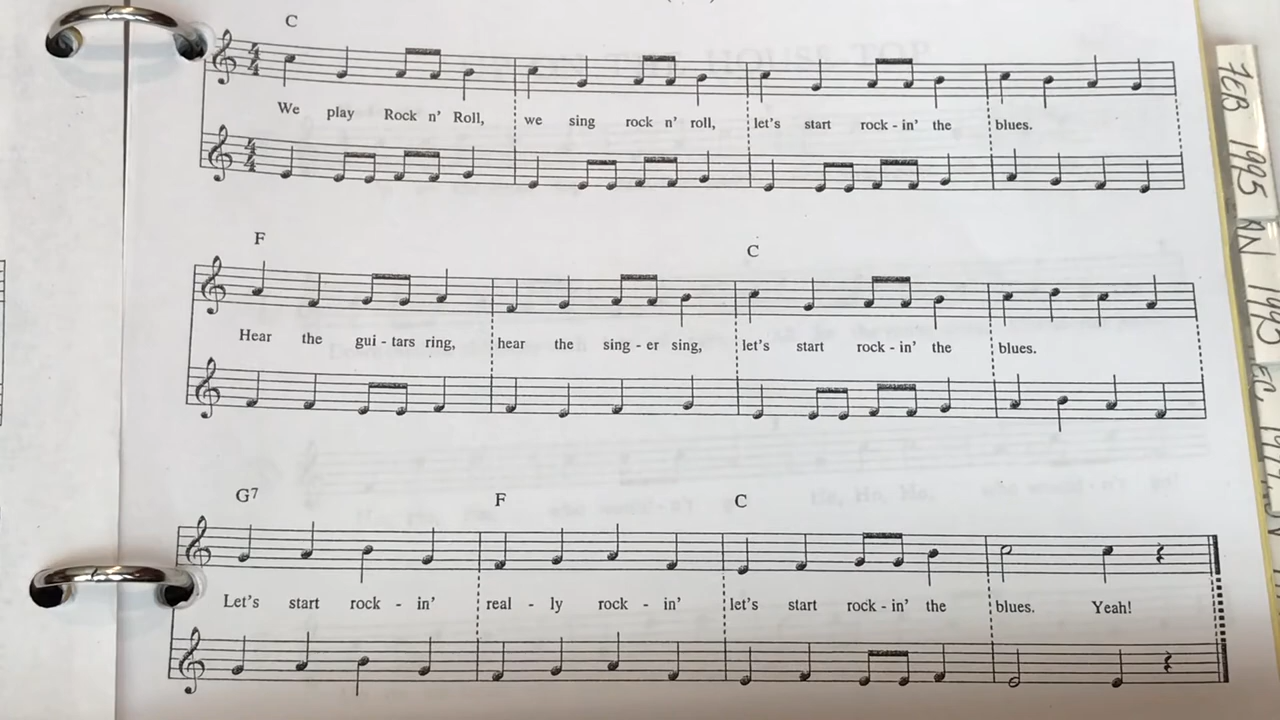 C
We play Rock n' Roll, we sing rock n' roll, let's start rock - in' the blues.
F C
Hear the gui - tars ring, hear the sing - er sing, let's start rock - in' the blues.
G7 F C
Let's start rock - in' real - ly rock - in' let's start rock - in' the blues. Yeah!
FEB 1995